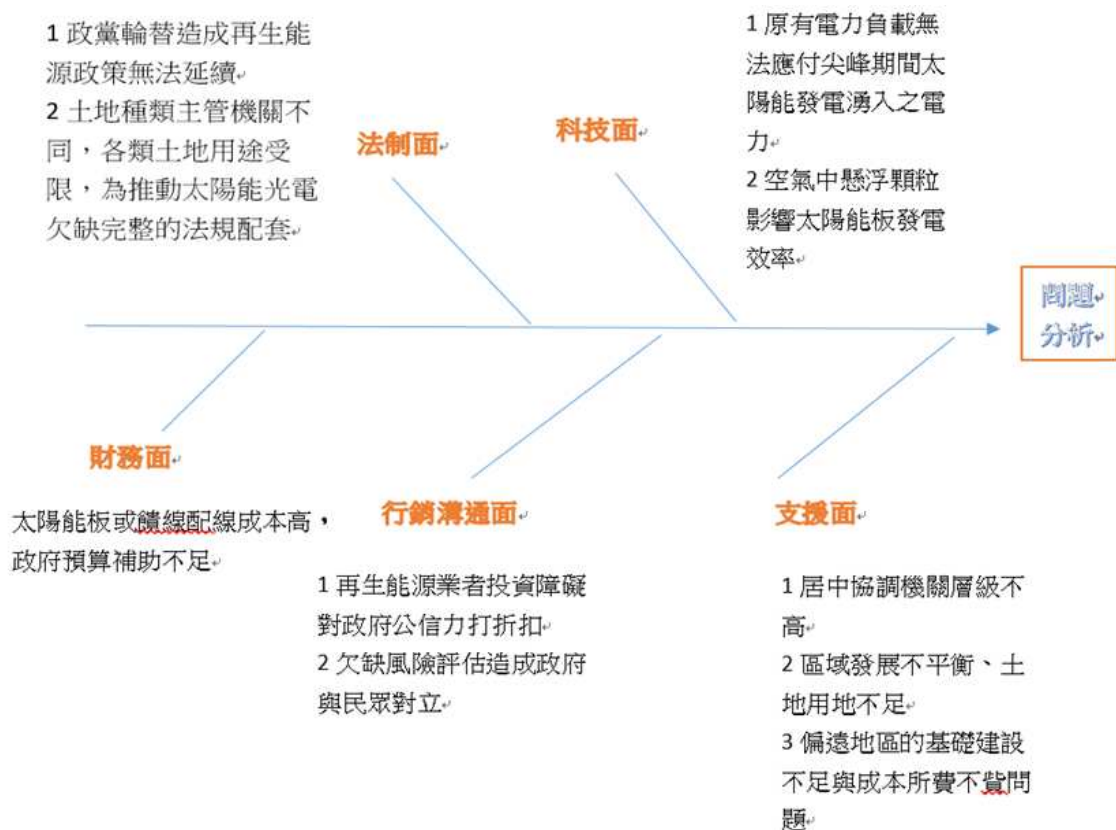 1 政黨輪替造成再生能
源政策無法延續
2 土地種類主管機關不
同，各類土地用途受
限，為推動太陽能光電
欠缺完整的法規配套
法制面
科技面
1 原有電力負載無
法應付尖峰期間太
陽能發電湧入之電
力
2 空氣中懸浮顆粒
影響太陽能板發電
效率
問題
分析
財務面
太陽能板或饋線配線成本高，
政府預算補助不足
行銷溝通面
1 再生能源業者投資障礙
對政府公信力打折扣
2 欠缺風險評估造成政府
與民眾對立
支援面
1 居中協調機關層級不
高
2 區域發展不平衡、土
地用地不足
3 偏遠地區的基礎建設
不足與成本所費不貲問
題